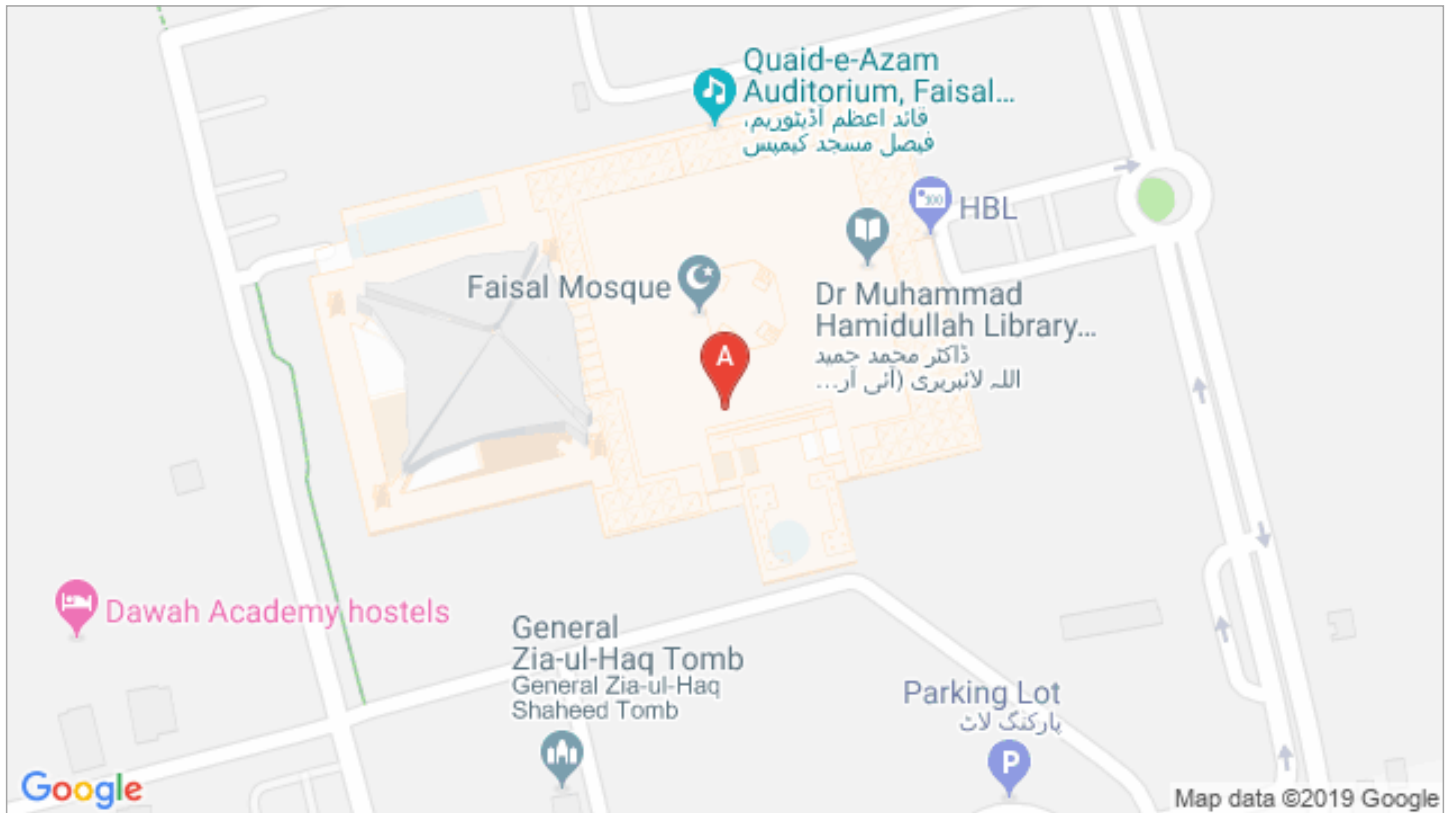 Quaid-e-Azam
Auditorium, Faisal...
قائد اعظم آڈیٹوریم،
فیصل مسجد کیمپس
HBL
Faisal Mosque
Dr Muhammad
Hamidullah Library...
ڈاکٹر محمد حمید
اللہ لائبریری (آئی آر...
A
Dawah Academy hostels
General
Zia-ul-Haq Tomb
General Zia-ul-Haq
Shaheed Tomb
Parking Lot
پارکنگ لاٹ
P
Google
Map data ©2019 Google